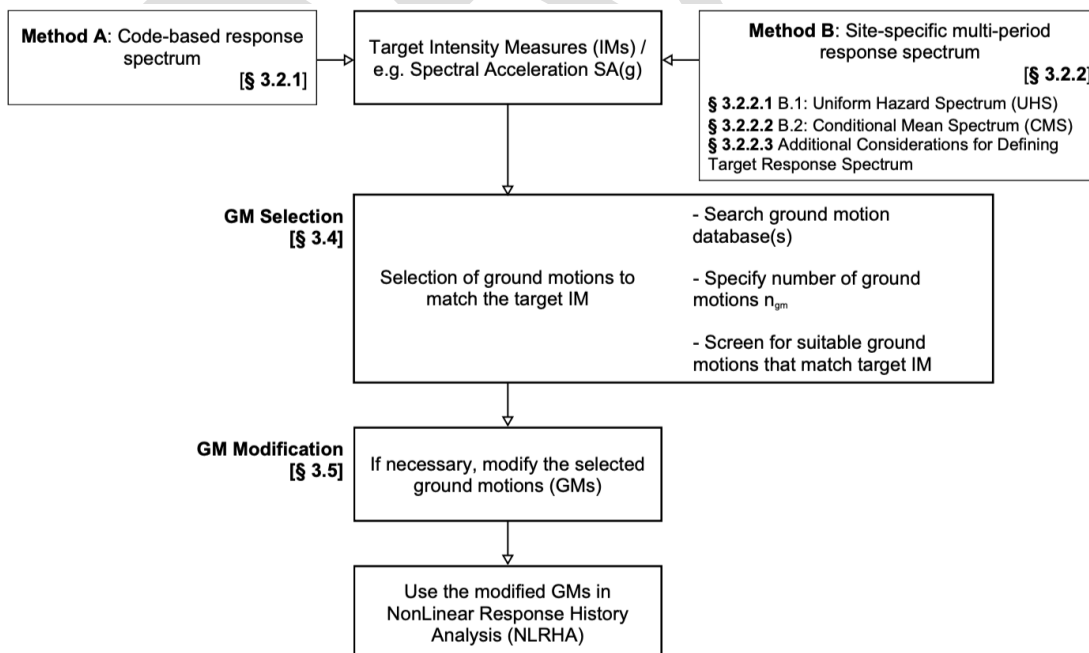 Method A: Code-based response
spectrum
[§ 3.2.1]
Target Intensity Measures (IMs) /
e.g. Spectral Acceleration SA(g)
Method B: Site-specific multi-period
response spectrum
[§ 3.2.2]
§ 3.2.2.1 B.1: Uniform Hazard Spectrum (UHS)
§ 3.2.2.2 B.2: Conditional Mean Spectrum (CMS)
§ 3.2.2.3 Additional Considerations for Defining
Target Response Spectrum
GM Selection
[§ 3.4]
Selection of ground motions to
match the target IM
- Search ground motion
database(s)
- Specify number of ground
motions ngm
- Screen for suitable ground
motions that match target IM
GM Modification
[§ 3.5]
If necessary, modify the selected
ground motions (GMs)
Use the modified GMs in
NonLinear Response History
Analysis (NLRHA)